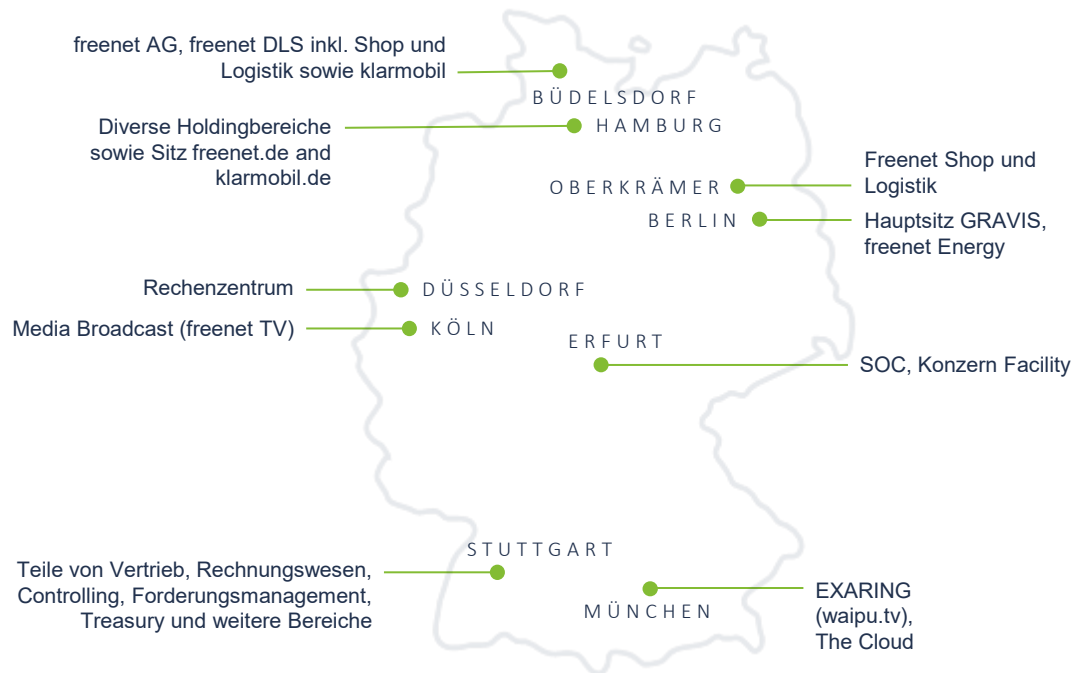 freenet AG, freenet DLS inkl. Shop und
Logistik sowie klarmobil
BÜDELSDORF
Diverse Holdingbereiche
sowie Sitz freenet.de and
klarmobil.de
HAMBURG
OBERKRÄMER
Freenet Shop und
Logistik
BERLIN
Hauptsitz GRAVIS,
freenet Energy
Rechenzentrum
DÜSSELDORF
Media Broadcast (freenet TV)
KÖLN
ERFURT
SOC, Konzern Facility
STUTTGART
Teile von Vertrieb, Rechnungswesen,
Controlling, Forderungsmanagement,
Treasury und weitere Bereiche
MÜNCHEN
EXARING
(waipu.tv),
The Cloud